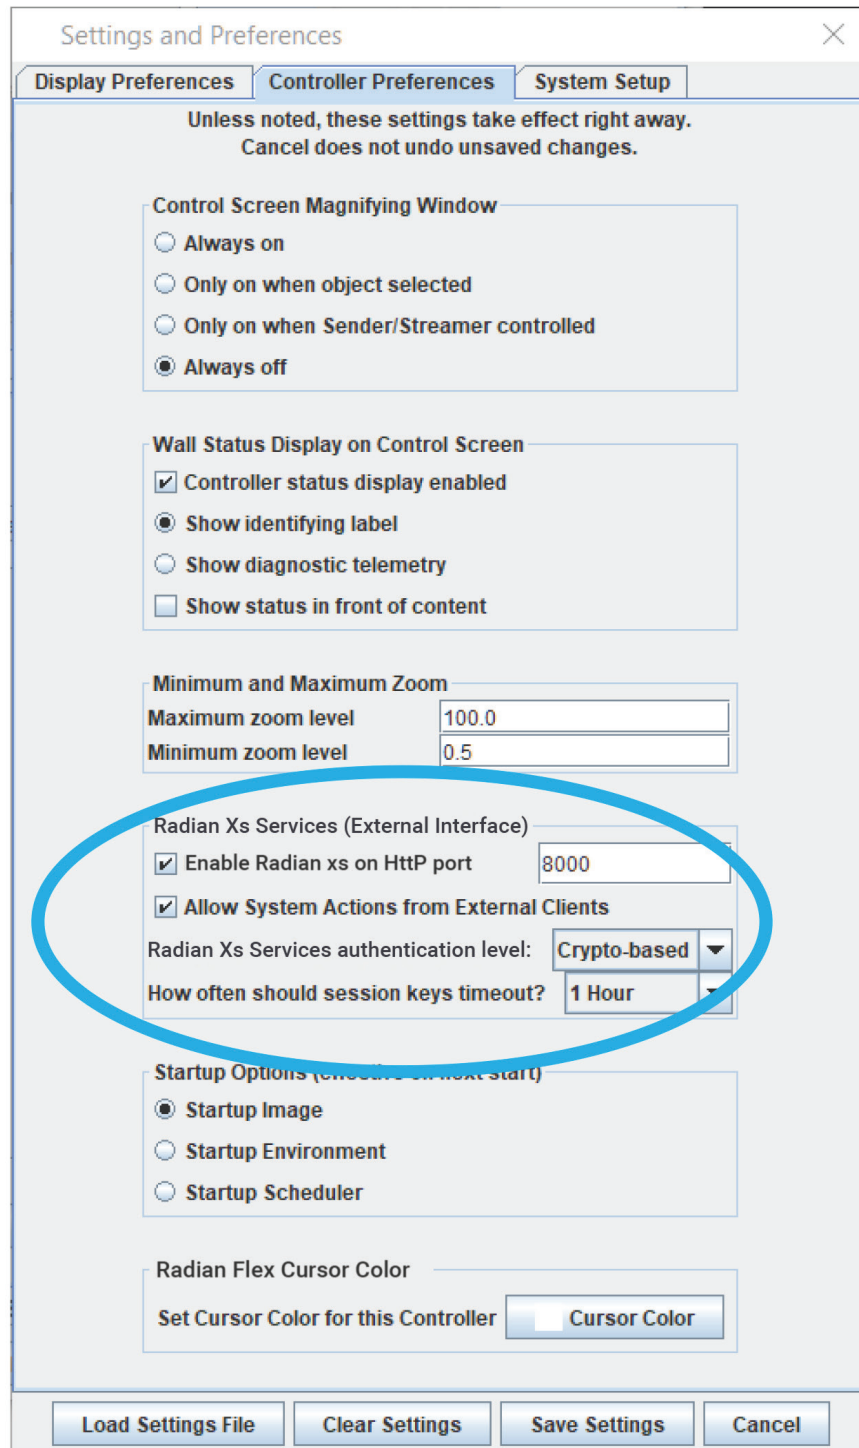 Settings and Preferences
Display Preferences Controller Preferences System Setup
Unless noted, these settings take effect right away.
Cancel does not undo unsaved changes.
Control Screen Magnifying Window
Always on
Only on when object selected
Only on when Sender/Streamer controlled
Always off
Wall Status Display on Control Screen
Controller status display enabled
Show identifying label
Show diagnostic telemetry
Show status in front of content
Minimum and Maximum Zoom
Maximum zoom level 100.0
Minimum zoom level 0.5
Radian Xs Services (External Interface)
Enable Radian xs on HttP port 8000
Allow System Actions from External Clients
Radian Xs Services authentication level: Crypto-based
How often should session keys timeout? 1 Hour
Startup Options (effective on next start)
Startup Image
Startup Environment
Startup Scheduler
Radian Flex Cursor Color
Set Cursor Color for this Controller Cursor Color
Load Settings File Clear Settings Save Settings Cancel